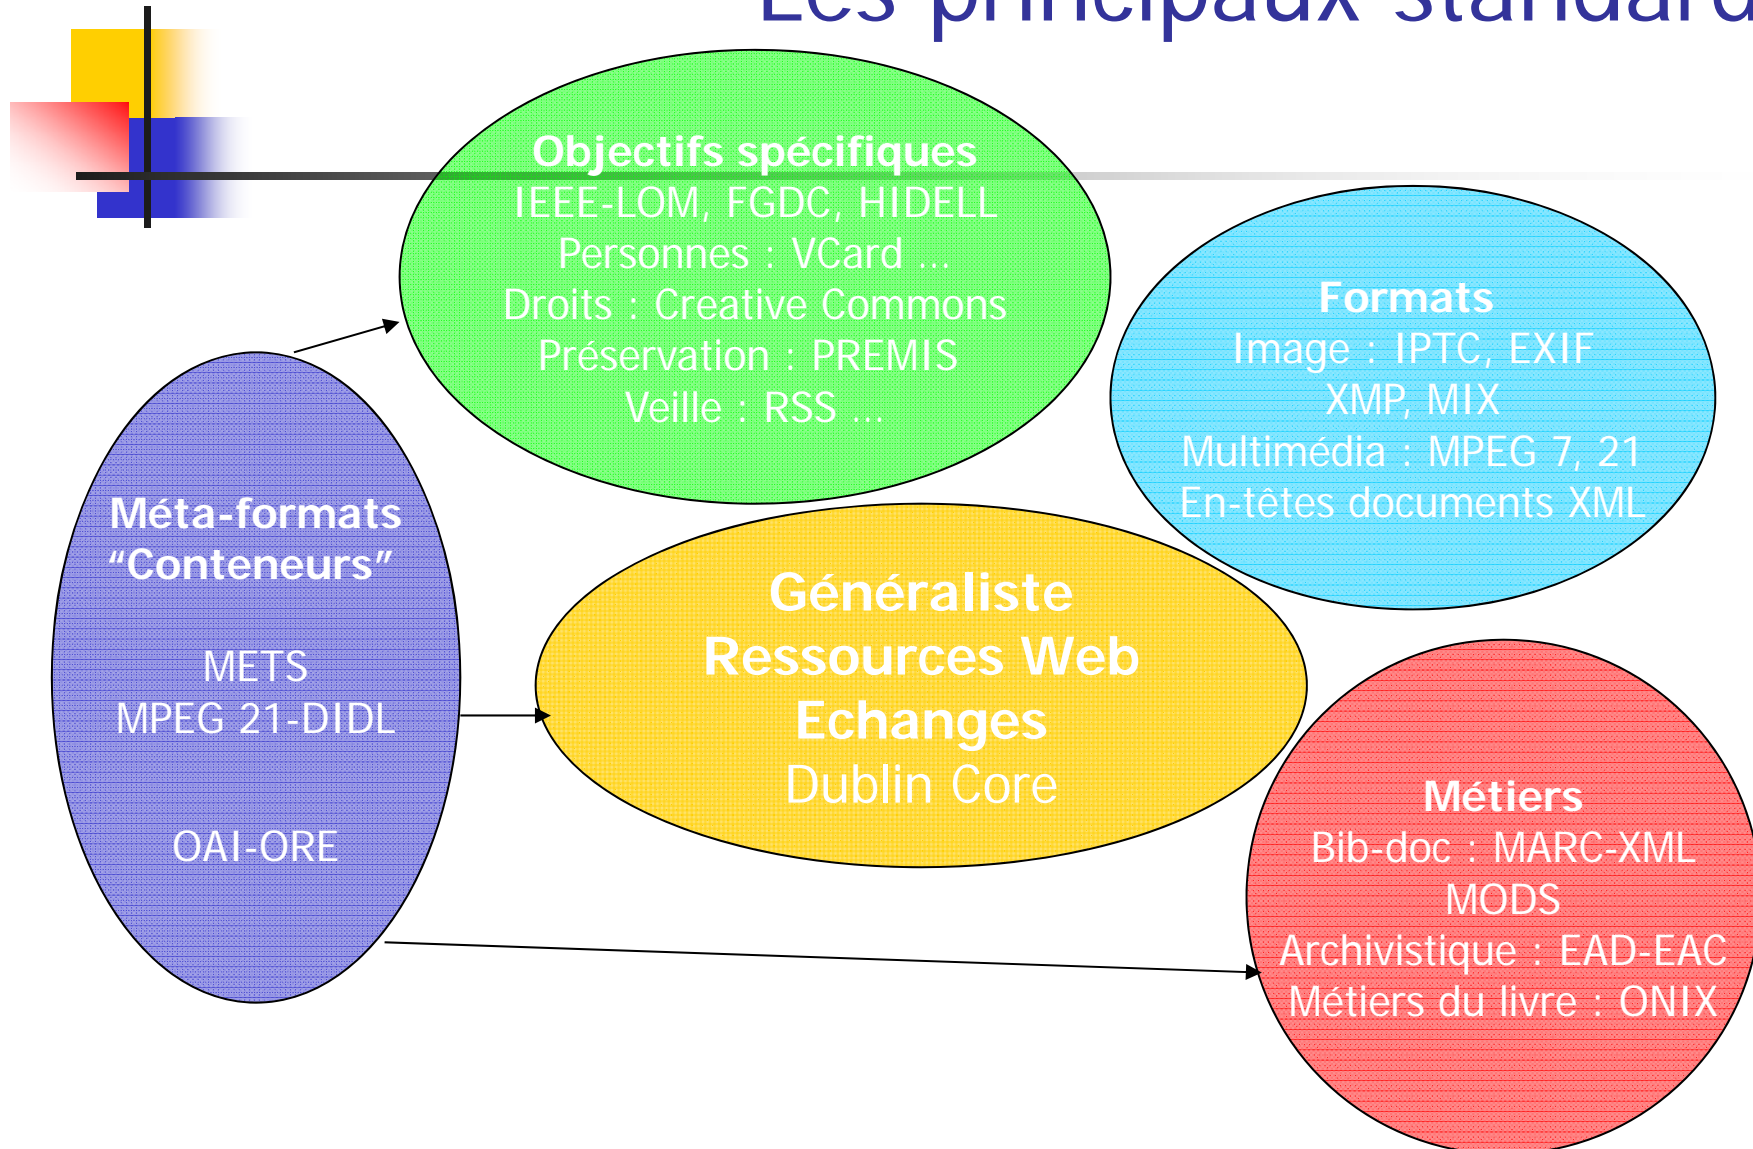 Les principaux standard
Objectifs spécifiques
IEEE-LOM, FGDC, HIDELL
Personnes : VCard ...
Droits : Creative Commons
Préservation : PREMIS
Veille : RSS ...
Formats
Image : IPTC, EXIF
XMP, MIX
Multimédia : MPEG 7, 21
En-têtes documents XML
Méta-formats
“Conteneurs”
METS
MPEG 21-DIDL
OAI-ORE
Généraliste
Ressources Web
Echanges
Dublin Core
Métiers
Bib-doc : MARC-XML
MODS
Archivistique : EAD-EAC
Métiers du livre : ONIX